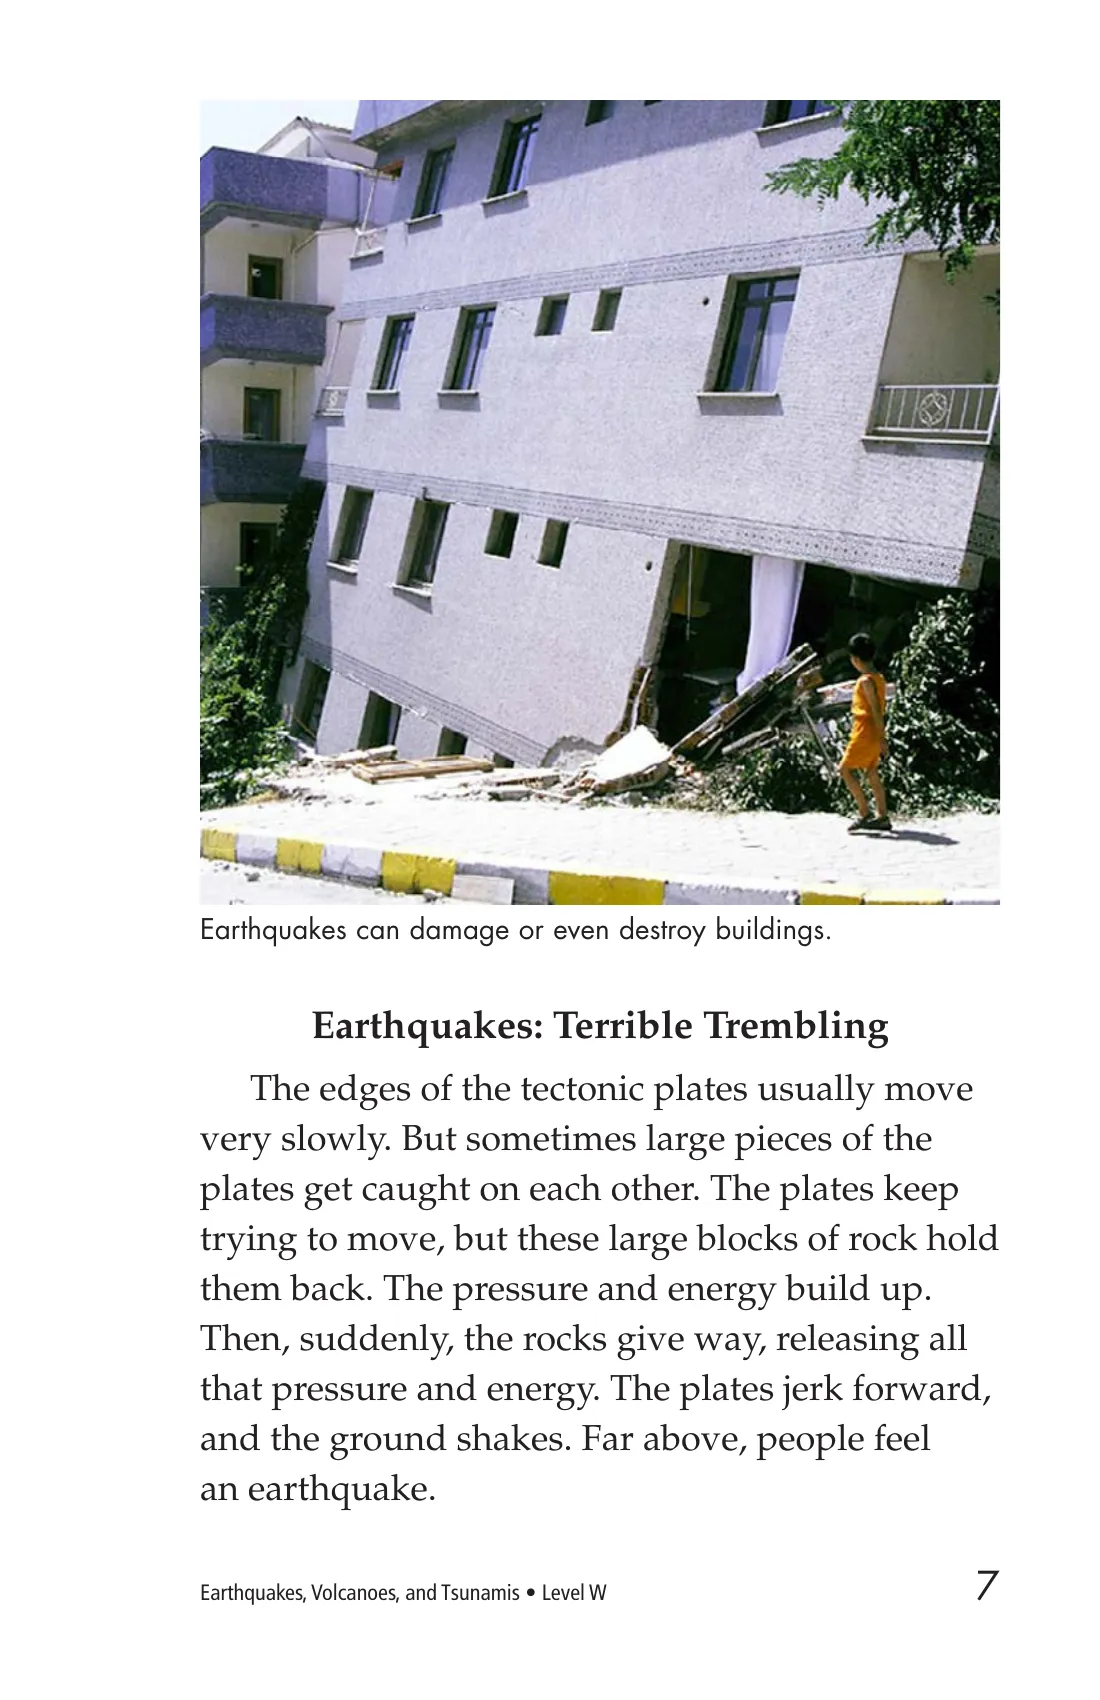 Earthquakes can damage or even destroy buildings.
Earthquakes: Terrible Trembling
The edges of the tectonic plates usually move
very slowly. But sometimes large pieces of the
plates get caught on each other. The plates keep
trying to move, but these large blocks of rock hold
them back. The pressure and energy build up.
Then, suddenly, the rocks give way, releasing all
that pressure and energy. The plates jerk forward,
and the ground shakes. Far above, people feel
an earthquake.
Earthquakes, Volcanoes, and Tsunamis • Level W 7